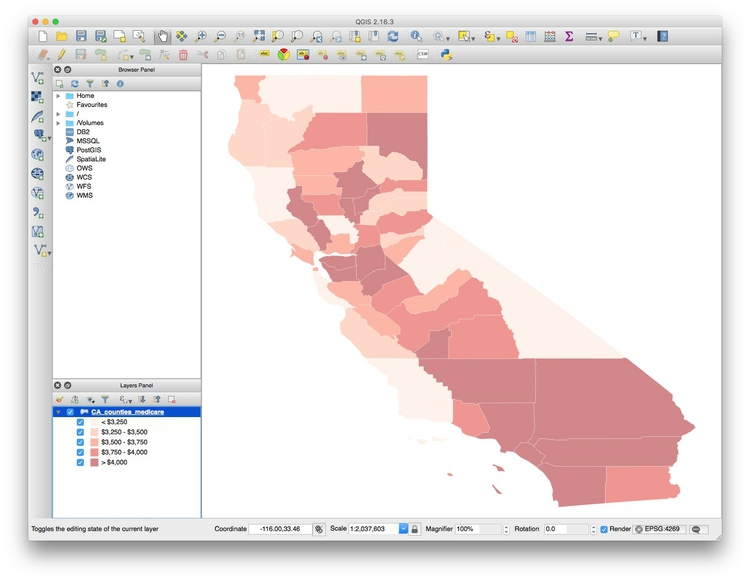 QGIS 2.16.3
Browser Panel
Home
Favourites
/
/Volumes
DB2
MSSQL
PostGIS
SpatiaLite
OWS
WCS
WFS
WMS
Layers Panel
CA_counties_medicare
< $3,250
$3,250 - $3,500
$3,500 - $3,750
$3,750 - $4,000
> $4,000
Toggles the editing state of the current layer
Coordinate -116.00,33.46 Scale 1:2,037,603 Magnifier 100% Rotation 0.0 Render EPSG:4269